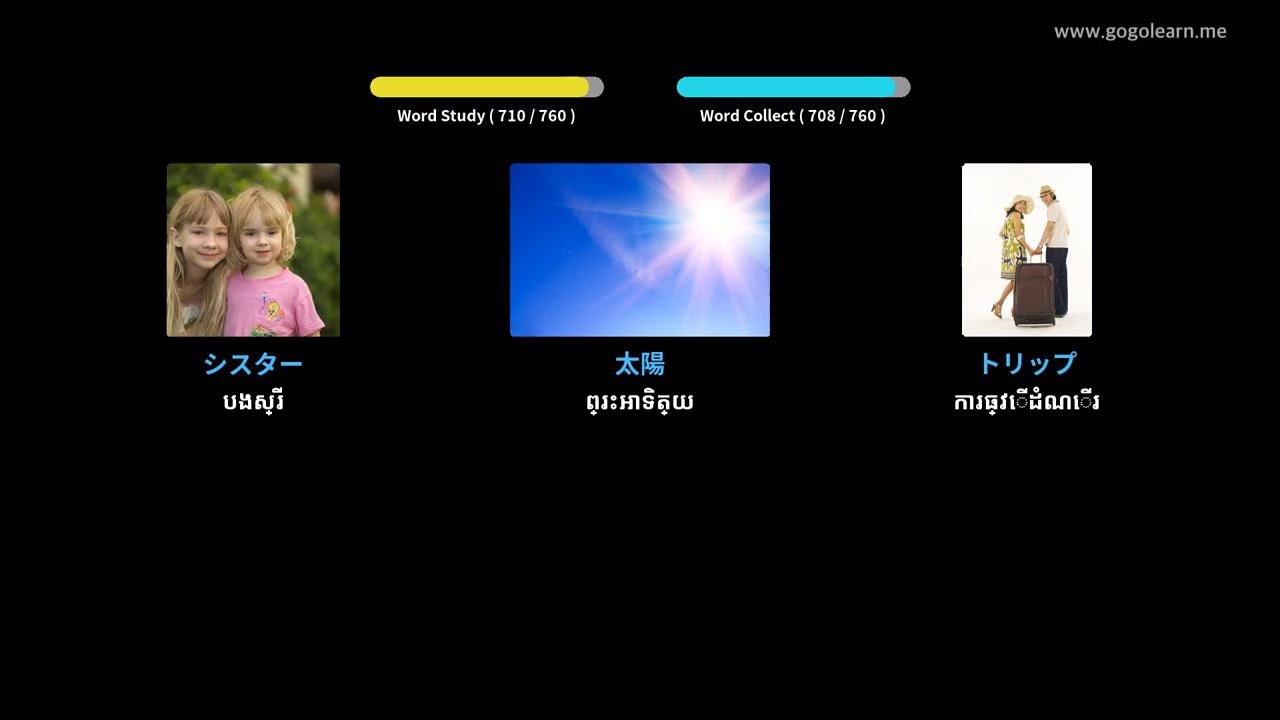 www.gogolearn.me
Word Study ( 710 / 760 )
Word Collect ( 708 / 760 )
シスター
太陽
トリップ
បងស្រី
ព្រះអាទិត្យ
ការធ្វើដំណើរ